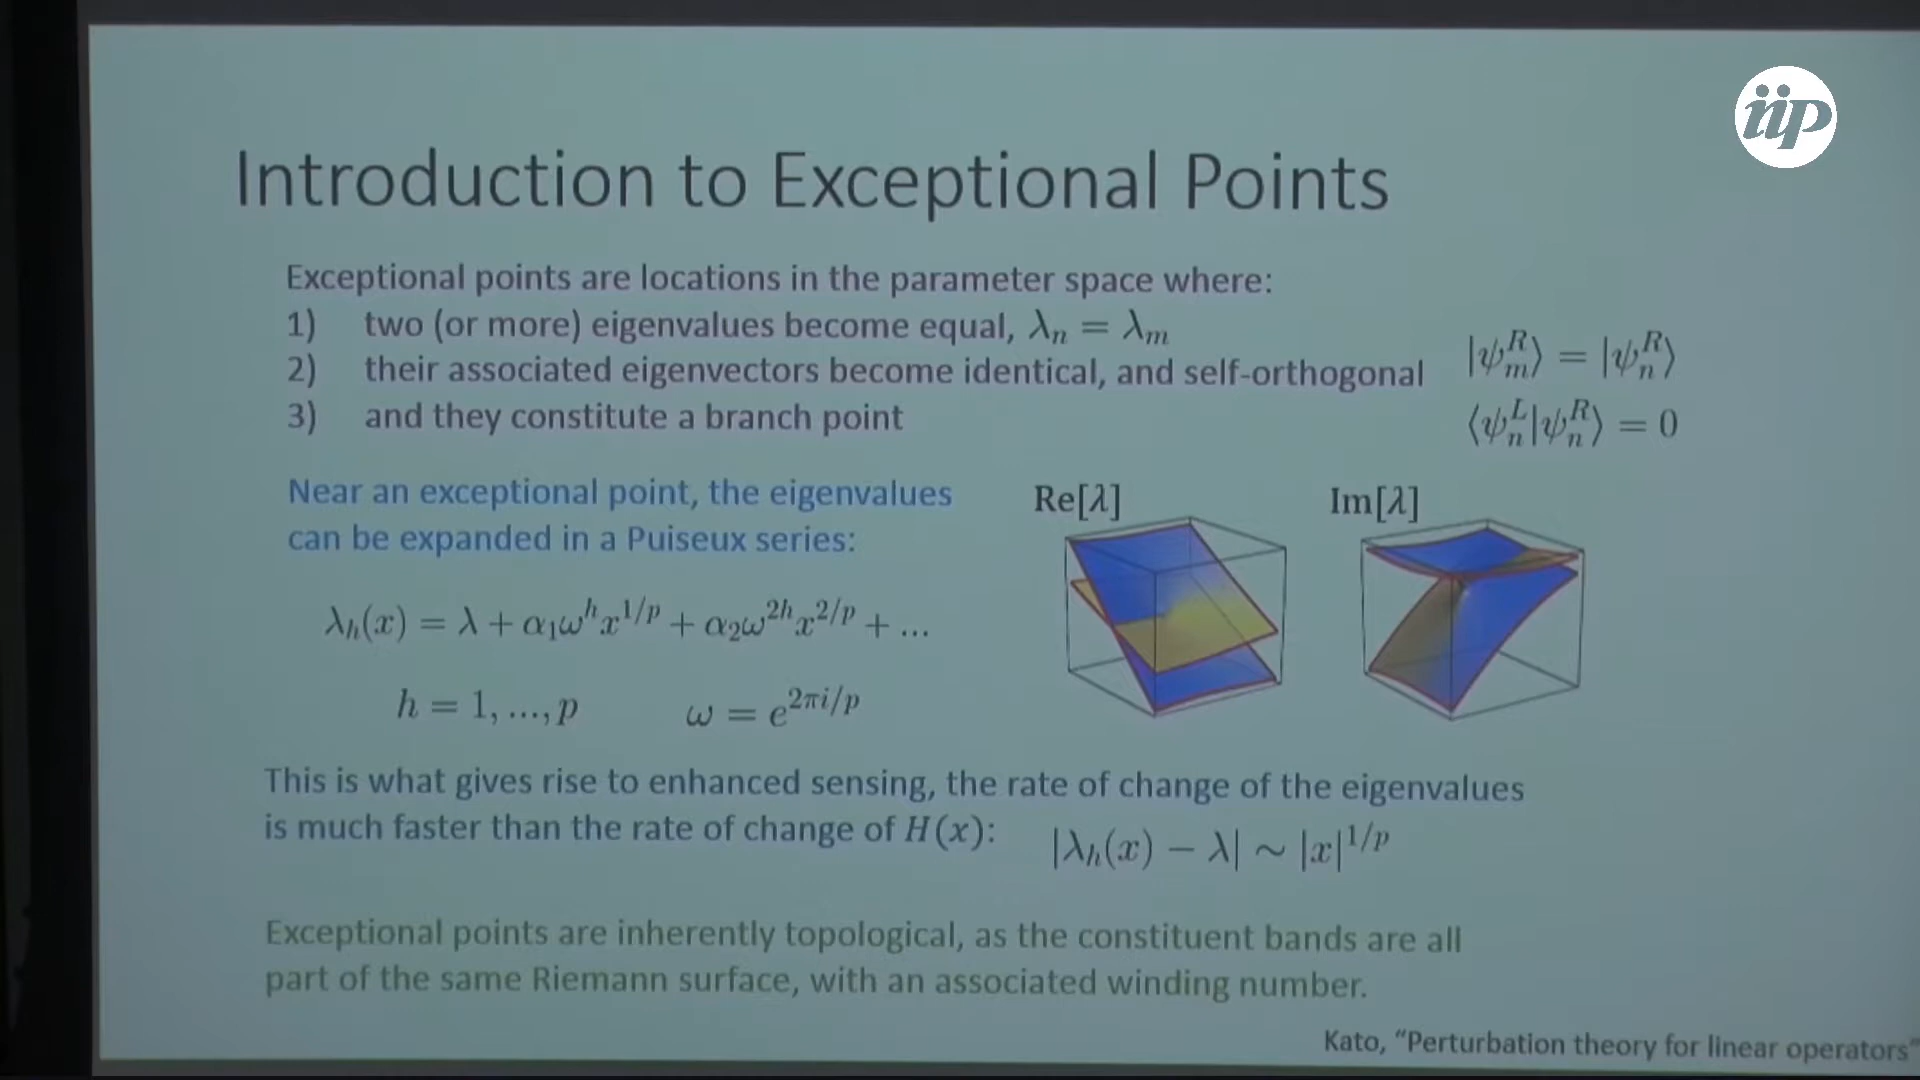 iip
Introduction to Exceptional Points
Exceptional points are locations in the parameter space where:
1) two (or more) eigenvalues become equal, λₙ = λₘ
2) their associated eigenvectors become identical, and self-orthogonal
3) and they constitute a branch point
|ψₘᴿ⟩ = |ψₙᴿ⟩
⟨ψₙᴸ|ψₙᴿ⟩ = 0
Near an exceptional point, the eigenvalues
can be expanded in a Puiseux series:
λₕ(x) = λ + α₁ωʰx^{1/p} + α₂ω^{2h}x^{2/p} + ...
h = 1, ..., p ω = e^{2πi/p}
Re[λ] Im[λ]
This is what gives rise to enhanced sensing, the rate of change of the eigenvalues
is much faster than the rate of change of H(x): |λₕ(x) − λ| ~ |x|^{1/p}
Exceptional points are inherently topological, as the constituent bands are all
part of the same Riemann surface, with an associated winding number.
Kato, "Perturbation theory for linear operators"